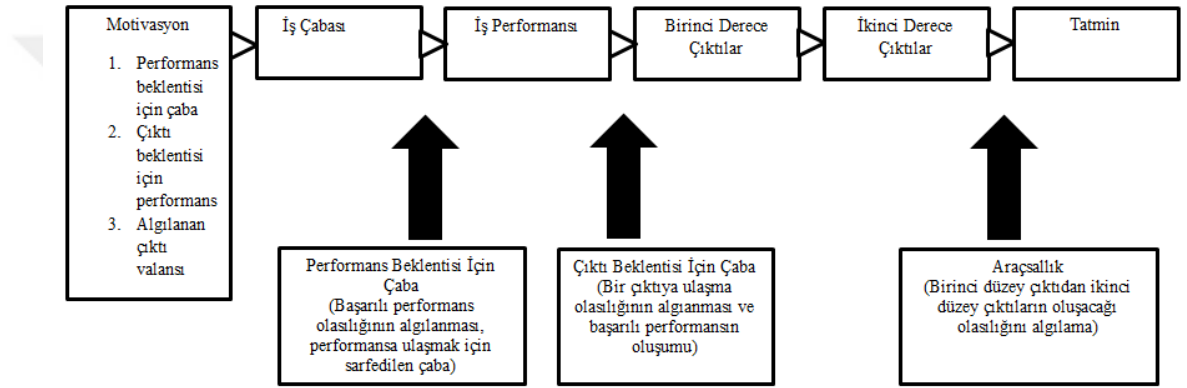 Motivasyon
1. Performans
beklentisi
için çaba
2. Çıktı
beklentisi
için
performans
3. Algılanan
çıktı
valansı
İş Çabası
İş Performansı
Birinci Derece
Çıktılar
İkinci Derece
Çıktılar
Tatmin
Performans Beklentisi İçin
Çaba
(Başarılı performans
olasılığının algılanması,
performansa ulaşmak için
sarfedilen çaba)
Çıktı Beklentisi İçin Çaba
(Bir çıktıya ulaşma
olasılığının algıanması ve
başarılı performansın
oluşumu)
Araçsallık
(Birinci düzey çıktıdan ikinci
düzey çıktıların oluşacağı
olasılığını algılama)